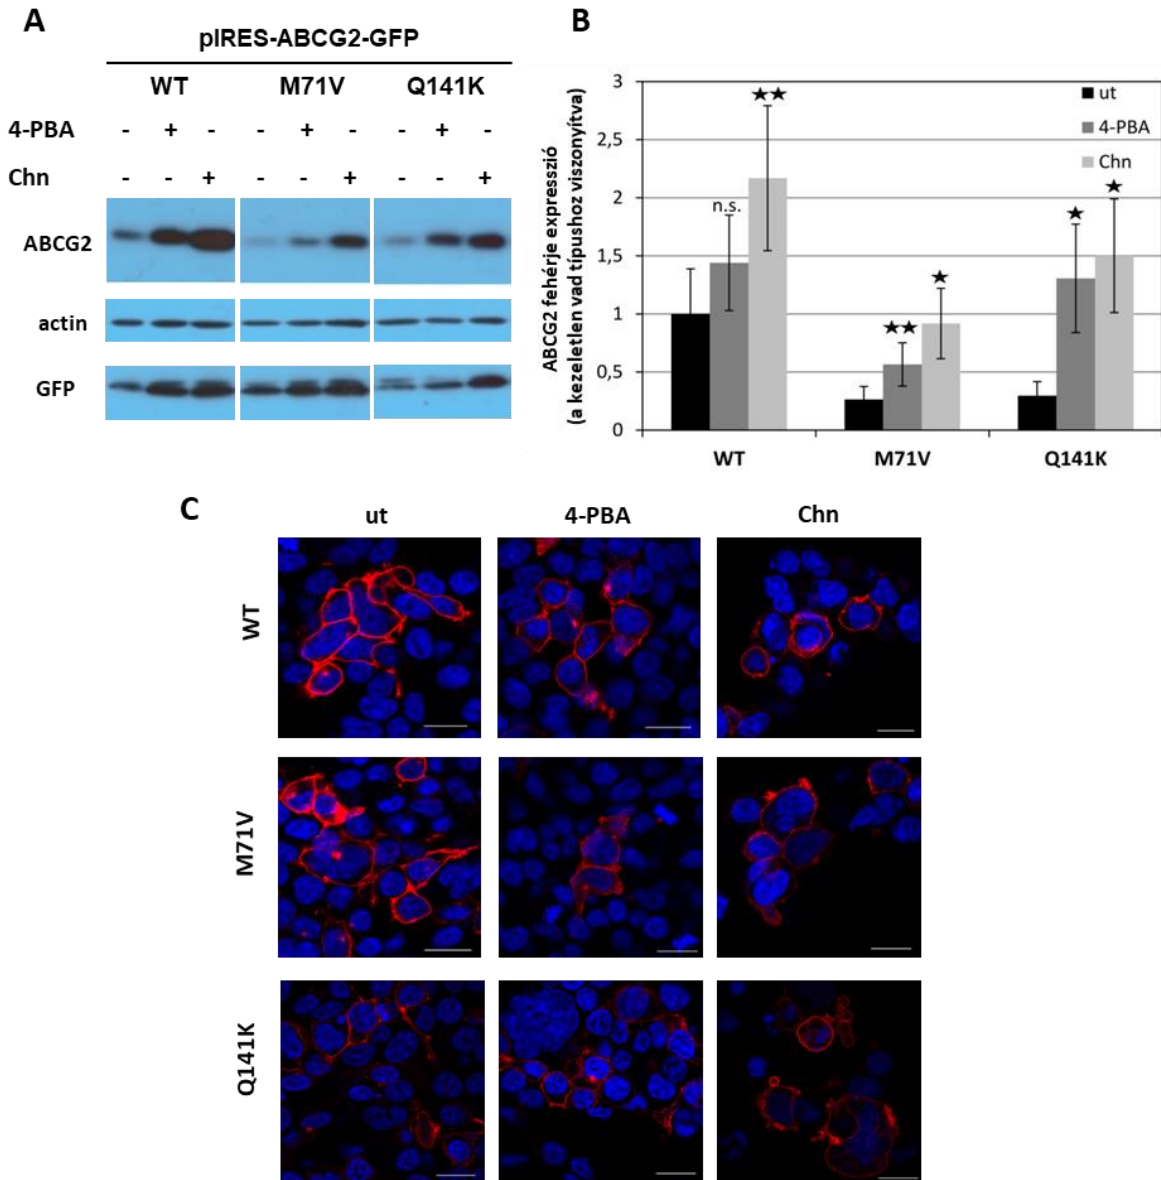 A
pIRES-ABCG2-GFP
WT M71V Q141K
4-PBA - + - - + - - + -
Chn - - + - - + - - +
ABCG2
actin
GFP
B
ABCG2 fehérje expresszió
(a kezeletlen vad típushoz viszonyítva)
3
2,5
2
1,5
1
0,5
0
ut
4-PBA
Chn
n.s.
★★
★★
★
★
★
WT M71V Q141K
C
ut 4-PBA Chn
WT
M71V
Q141K